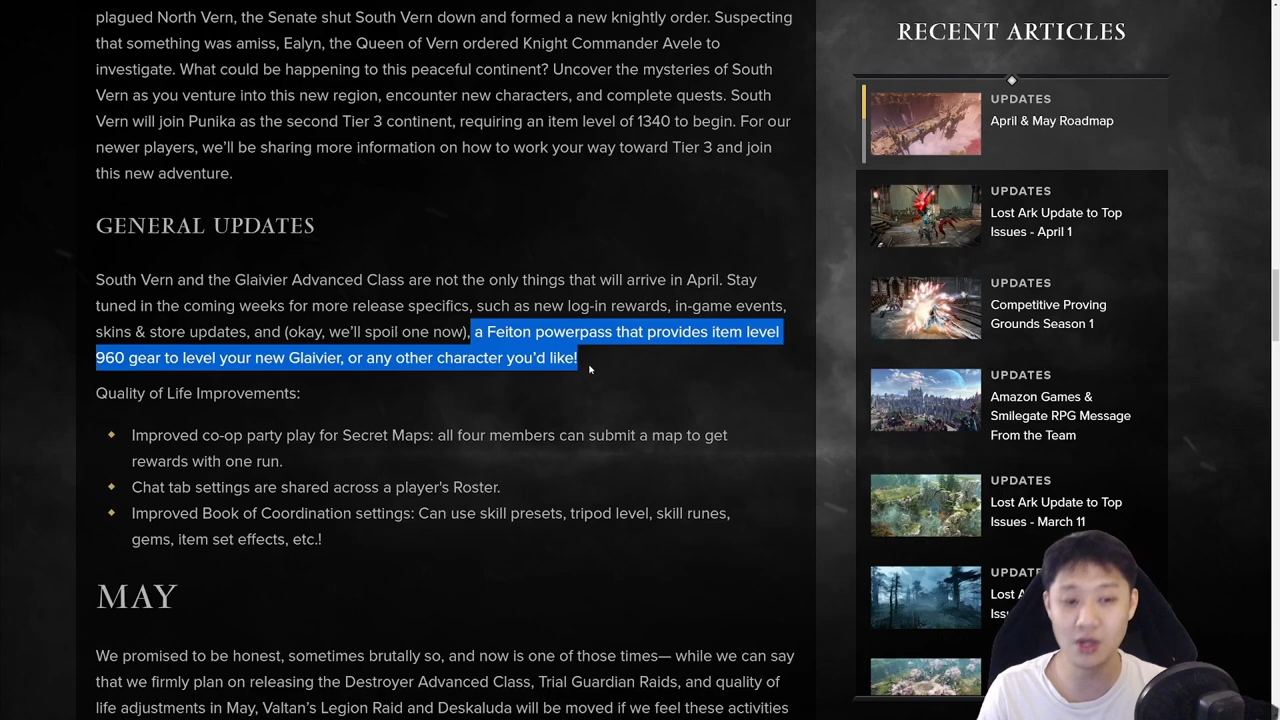 plagued North Vern, the Senate shut South Vern down and formed a new knightly order. Suspecting
that something was amiss, Ealyn, the Queen of Vern ordered Knight Commander Avele to
investigate. What could be happening to this peaceful continent? Uncover the mysteries of South
Vern as you venture into this new region, encounter new characters, and complete quests. South
Vern will join Punika as the second Tier 3 continent, requiring an item level of 1340 to begin. For our
newer players, we'll be sharing more information on how to work your way toward Tier 3 and join
this new adventure.
GENERAL UPDATES
South Vern and the Glaivier Advanced Class are not the only things that will arrive in April. Stay
tuned in the coming weeks for more release specifics, such as new log-in rewards, in-game events,
skins & store updates, and (okay, we'll spoil one now), a Feiton powerpass that provides item level
960 gear to level your new Glaivier, or any other character you'd like!
Quality of Life Improvements:
Improved co-op party play for Secret Maps: all four members can submit a map to get
rewards with one run.
Chat tab settings are shared across a player's Roster.
Improved Book of Coordination settings: Can use skill presets, tripod level, skill runes,
gems, item set effects, etc.!
MAY
We promised to be honest, sometimes brutally so, and now is one of those times— while we can say
that we firmly plan on releasing the Destroyer Advanced Class, Trial Guardian Raids, and quality of
life adjustments in May, Valtan's Legion Raid and Deskaluda will be moved if we feel these activities
RECENT ARTICLES
UPDATES
April & May Roadmap
UPDATES
Lost Ark Update to Top
Issues - April 1
UPDATES
Competitive Proving
Grounds Season 1
UPDATES
Amazon Games &
Smilegate RPG Message
From the Team
UPDATES
Lost Ark Update to Top
Issues - March 11